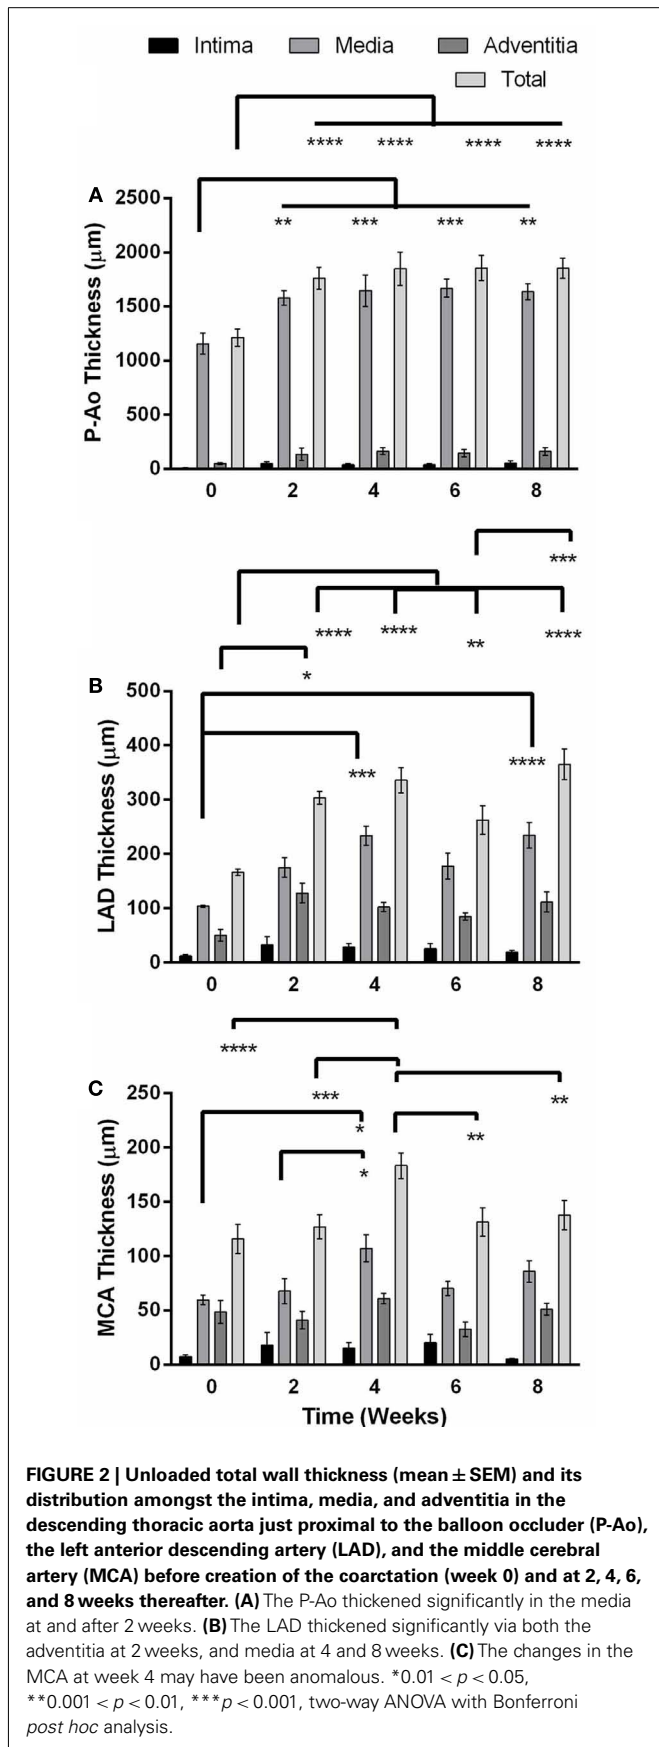 Intima Media Adventitia
Total
**** **** **** ****
A
2500
** *** *** **
2000
1500
1000
500
0
P-Ao Thickness (μm)
0 2 4 6 8
***
**** **** ** ****
*
B
500
400
*** ****
300
200
100
0
LAD Thickness (μm)
0 2 4 6 8
****
*** **
C
250
*
**
200
*
150
100
50
0
MCA Thickness (μm)
0 2 4 6 8
Time (Weeks)
FIGURE 2 | Unloaded total wall thickness (mean ± SEM) and its
distribution amongst the intima, media, and adventitia in the
descending thoracic aorta just proximal to the balloon occluder (P-Ao),
the left anterior descending artery (LAD), and the middle cerebral
artery (MCA) before creation of the coarctation (week 0) and at 2, 4, 6,
and 8 weeks thereafter. (A) The P-Ao thickened significantly in the media
at and after 2 weeks. (B) The LAD thickened significantly via both the
adventitia at 2 weeks, and media at 4 and 8 weeks. (C) The changes in the
MCA at week 4 may have been anomalous. *0.01 < p < 0.05,
**0.001 < p < 0.01, ***p < 0.001, two-way ANOVA with Bonferroni
post hoc analysis.